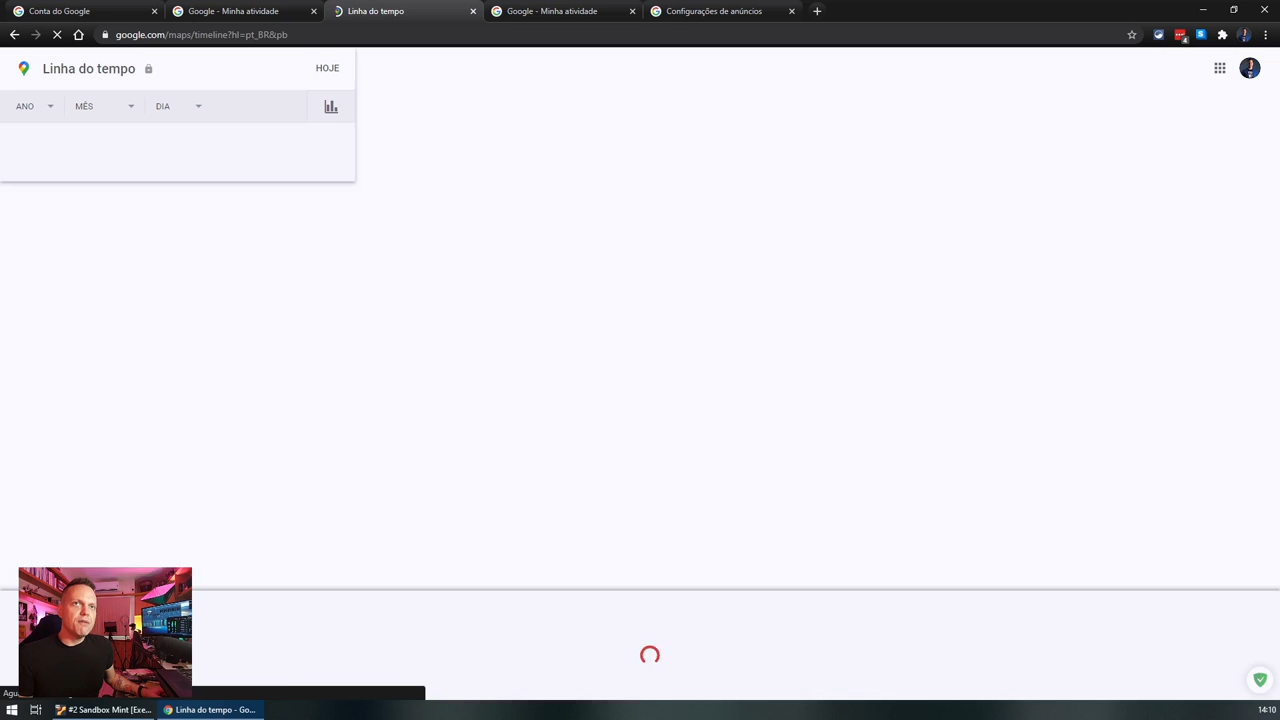 Conta do Google
Google - Minha atividade
Linha do tempo
Google - Minha atividade
Configurações de anúncios
google.com/maps/timeline?hl=pt_BR&pb
4
Linha do tempo
HOJE
ANO
MÊS
DIA
Agu
#2 Sandbox Mint [Exe...
Linha do tempo - Go...
14:10